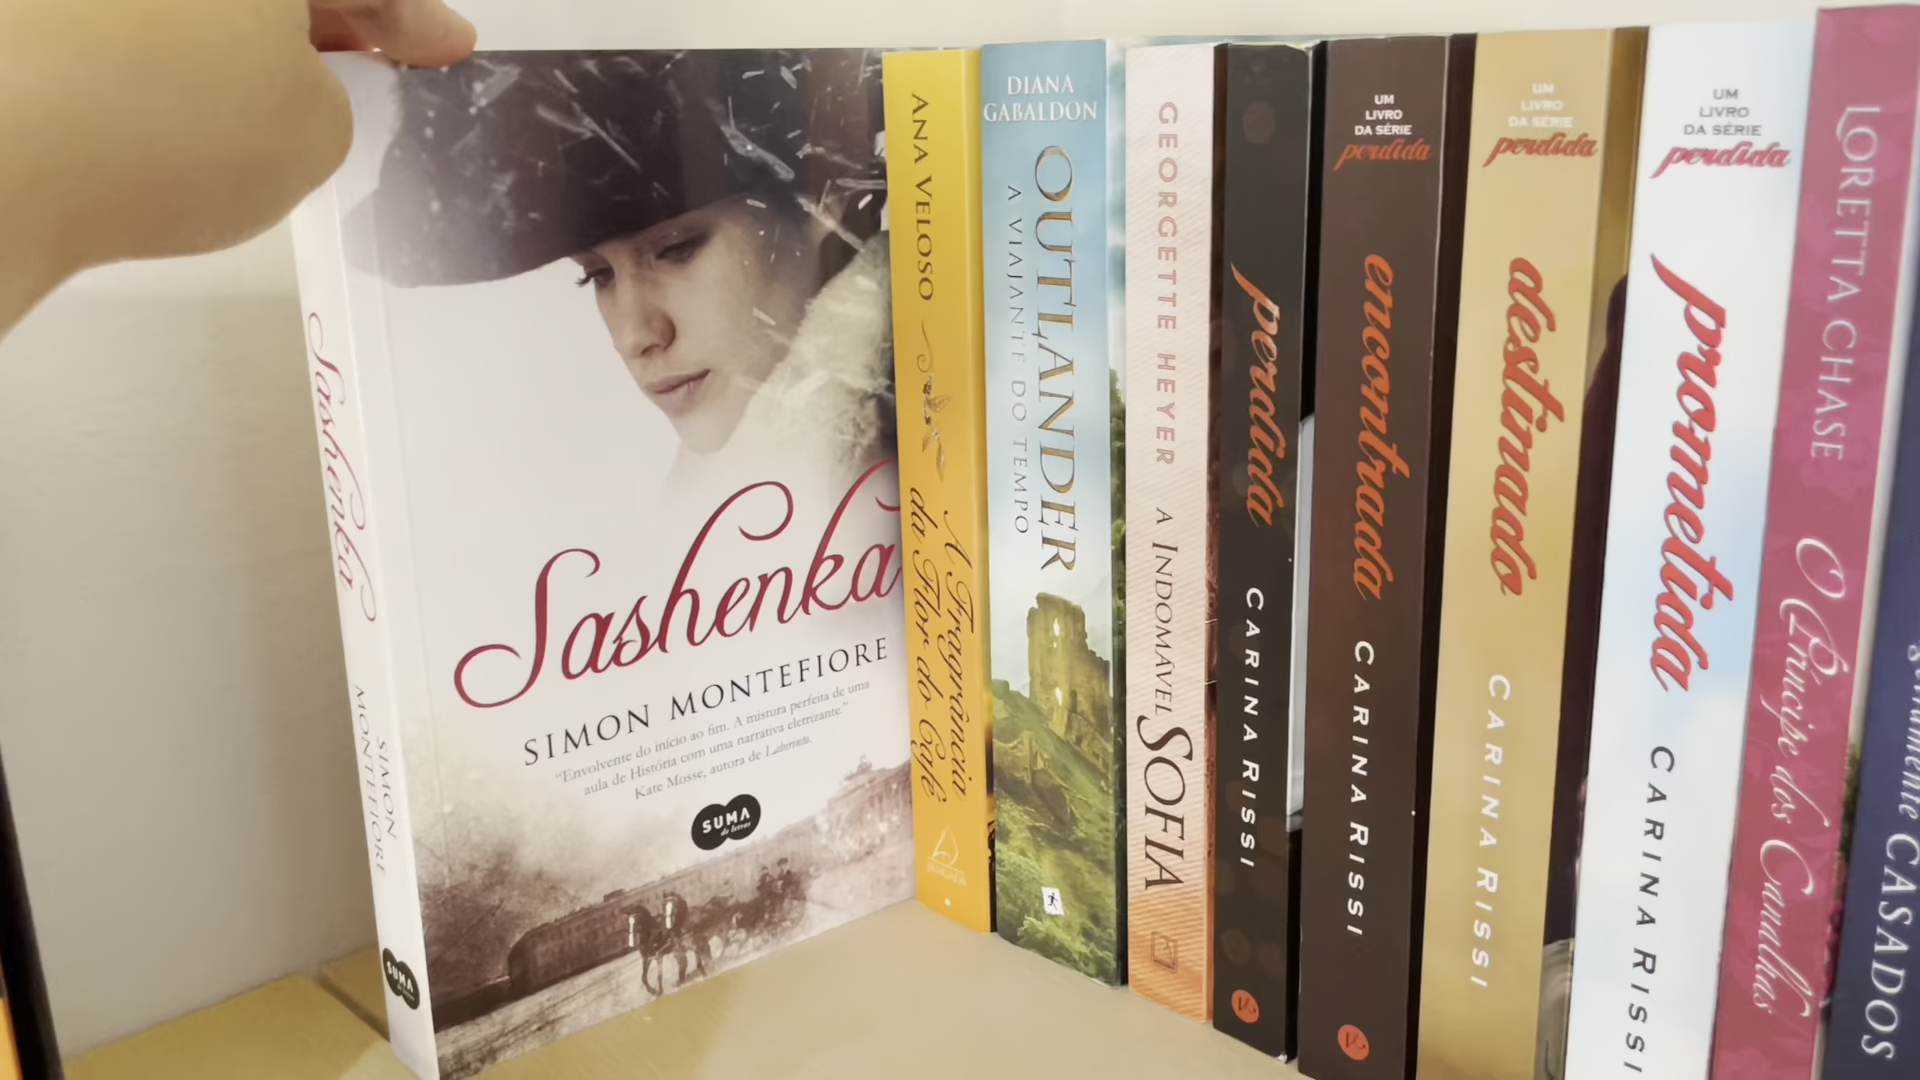 Sashenka
SIMON
MONTEFIORE
SUMA
Sashenka
SIMON MONTEFIORE
“Envolvente do início ao fim. A mistura perfeita de uma
aula de História com uma narrativa eletrizante.”
Kate Mosse, autora de Labirinto.
SUMA
de letras
ANA VELOSO
A Fragrância
da Flor do Café
DIANA
GABALDON
OUTLANDER
A VIAJANTE DO TEMPO
GEORGETTE HEYER
A INDOMÁVEL
SOFIA
perdida
CARINA RISSI
UM
LIVRO
DA SÉRIE
perdida
encontrada
CARINA RISSI
UM
LIVRO
DA SÉRIE
perdida
destinado
CARINA RISSI
UM
LIVRO
DA SÉRIE
perdida
prometida
CARINA RISSI
LORETTA CHASE
O Príncipe dos Canalhas
CASADOS